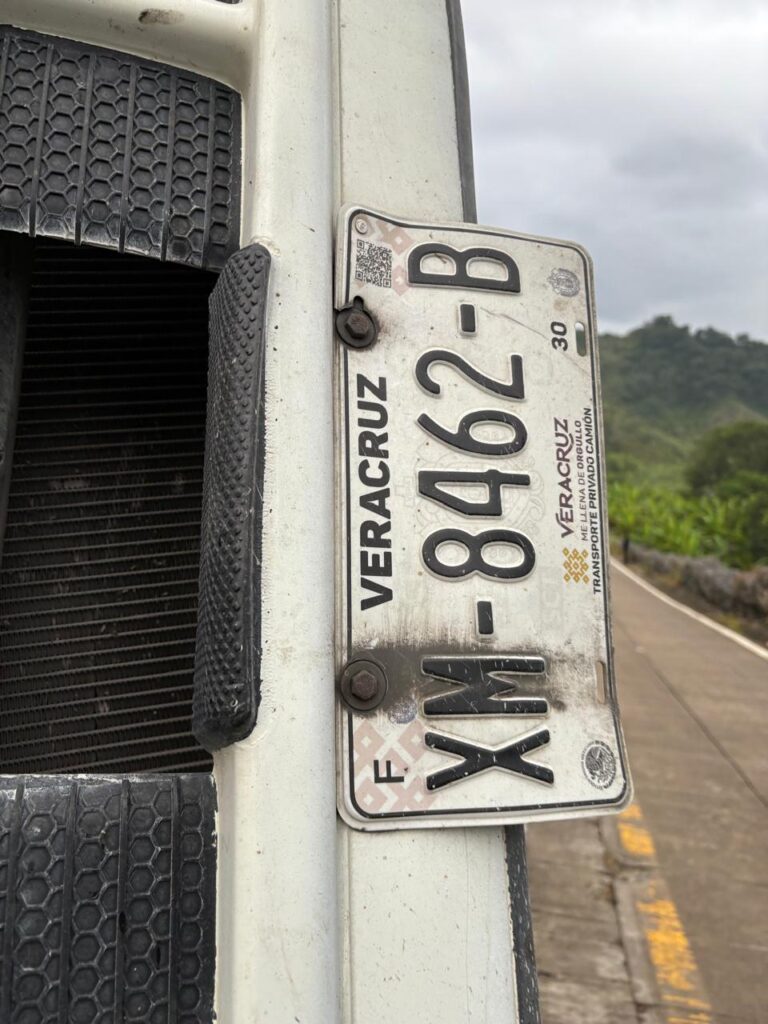 VERACRUZ
XM-8462-B
F
30
VERACRUZ
ME LLENA DE ORGULLO
TRANSPORTE PRIVADO CAMIÓN